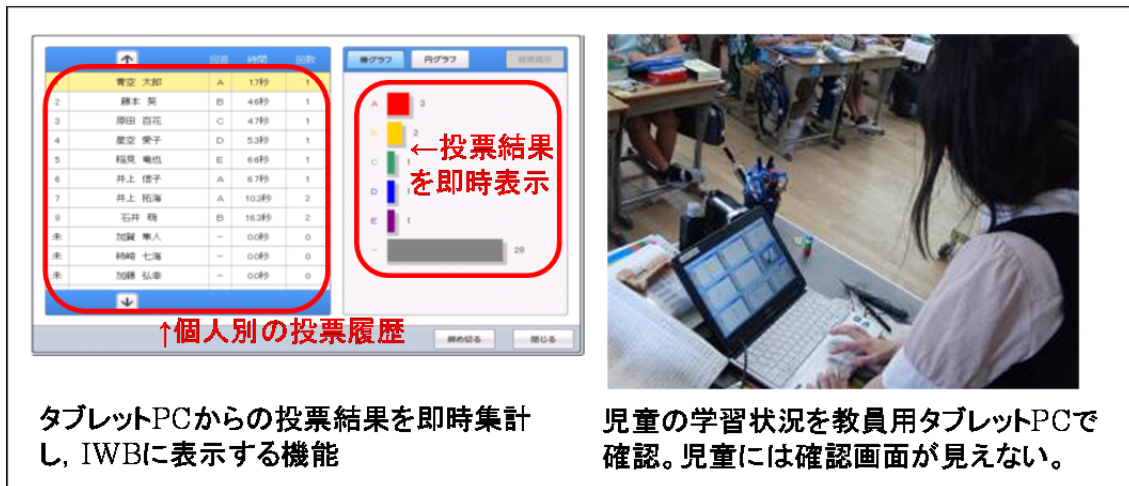 ↑ 回答 時間 回数
青空 太郎 A 1.7秒 1
2 藤本 英 B 4.6秒 1
3 原田 百花 C 4.7秒 1
4 星空 愛子 D 5.3秒 1
5 稲見 竜也 E 6.6秒 1
6 井上 信子 A 6.7秒 1
7 井上 拓海 A 10.3秒 2
8 石井 萌 B 16.3秒 2
未 加賀 隼人 - 0.0秒 0
未 柿崎 七海 - 0.0秒 0
未 加藤 弘幸 - 0.0秒 0
↓
↑個人別の投票履歴
棒グラフ 円グラフ
A 3
B 2
C 1
D 1
E 1
- 28
←投票結果
を即時表示
締め切る 閉じる
タブレットPCからの投票結果を即時集計
し, IWBに表示する機能
児童の学習状況を教員用タブレットPCで
確認。児童には確認画面が見えない。